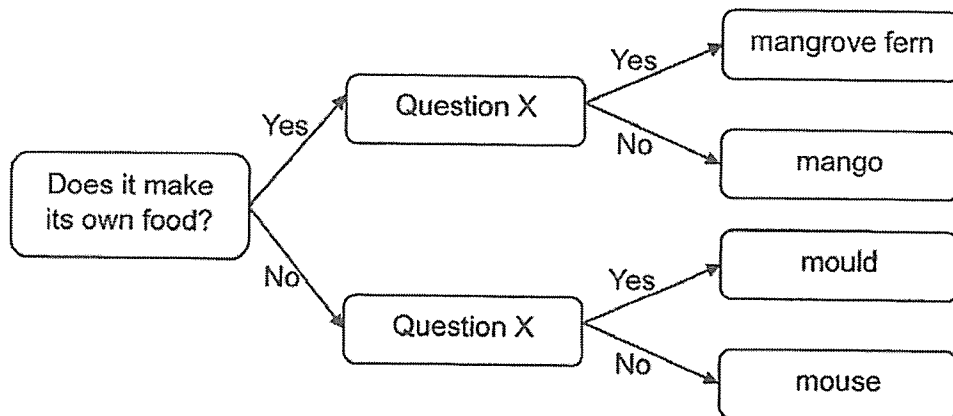 Does it make
its own food?
Yes
No
Question X
Question X
Yes
No
Yes
No
mangrove fern
mango
mould
mouse